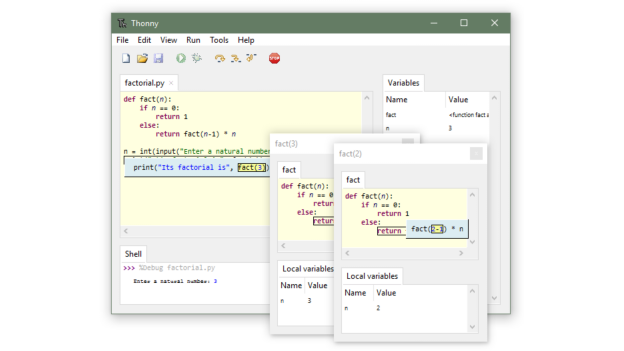 Thonny
File Edit View Run Tools Help
factorial.py
def fact(n):
if n == 0:
return 1
else:
return fact(n-1) * n
n = int(input("Enter a natural number
print("Its factorial is", fact(3))
Shell
>>> %Debug factorial.py
Enter a natural number: 3
Variables
Name Value
fact <function fact a
n 3
fact(3)
fact
def fact(n):
if n == 0
retur
else:
retur
Local variables
Name Value
n 3
fact(2)
fact
def fact(n):
if n == 0:
return 1
else:
return fact(2-1) * n
Local variables
Name Value
n 2